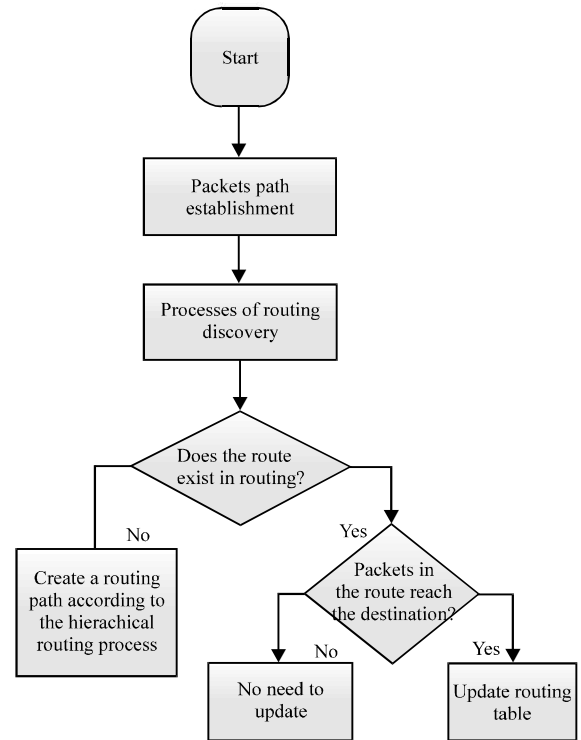 Start
Packets path
establishment
Processes of routing
discovery
Does the route
exist in routing?
No
Yes
Create a routing
path according to
the hierachical
routing process
Packets in
the route reach
the destination?
No
Yes
No need to
update
Update routing
table